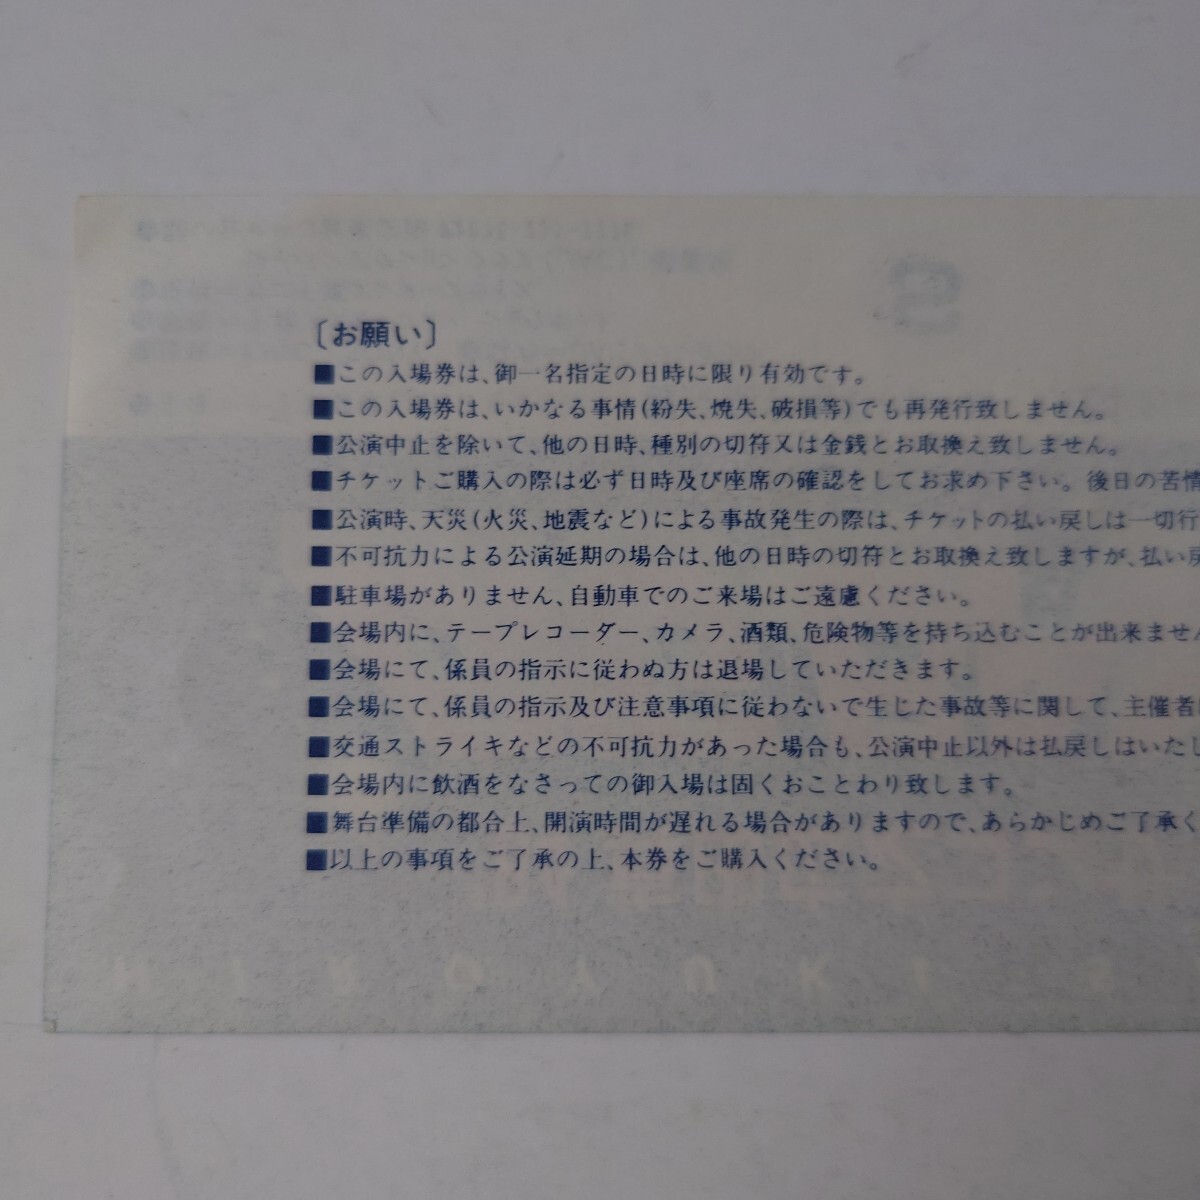 〔お願い〕
■この入場券は、御一名指定の日時に限り有効です。
■この入場券は、いかなる事情(紛失、焼失、破損等)でも再発行致しません。
■公演中止を除いて、他の日時、種別の切符又は金銭とお取換え致しません。
■チケットご購入の際は必ず日時及び座席の確認をしてお求め下さい。後日の苦情
■公演時、天災(火災、地震など)による事故発生の際は、チケットの払い戻しは一切行
■不可抗力による公演延期の場合は、他の日時の切符とお取換え致しますが、払い戻
■駐車場がありません、自動車でのご来場はご遠慮ください。
■会場内に、テープレコーダー、カメラ、酒類、危険物等を持ち込むことが出来ません
■会場にて、係員の指示に従わぬ方は退場していただきます。
■会場にて、係員の指示及び注意事項に従わないで生じた事故等に関して、主催者は
■交通ストライキなどの不可抗力があった場合も、公演中止以外は払戻しはいたし
■会場内に飲酒をなさっての御入場は固くおことわり致します。
■舞台準備の都合上、開演時間が遅れる場合がありますので、あらかじめご了承く
■以上の事項をご了承の上、本券をご購入ください。